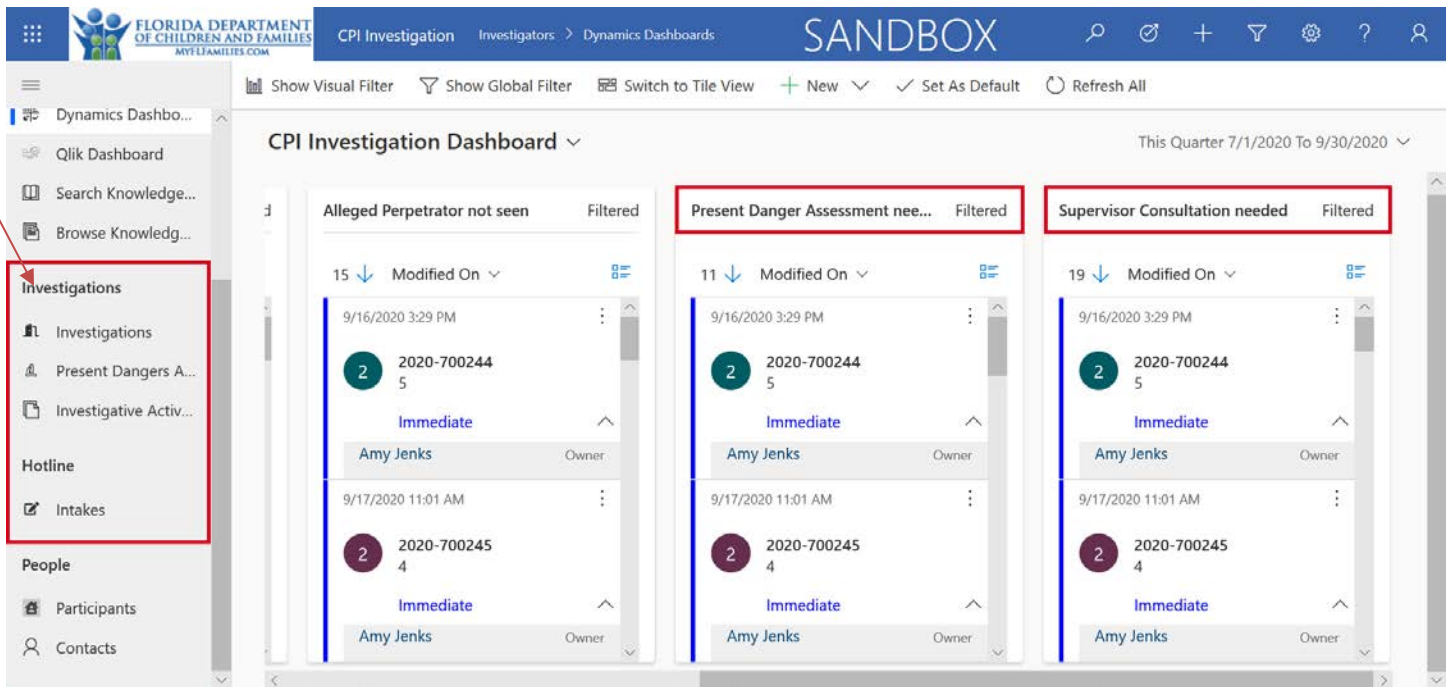 FLORIDA DEPARTMENT
OF CHILDREN AND FAMILIES
MYFLFAMILIES.COM
CPI Investigation Investigators > Dynamics Dashboards SANDBOX
Show Visual Filter Show Global Filter Switch to Tile View New Set As Default Refresh All
Dynamics Dashbo...
Qlik Dashboard
Search Knowledge...
Browse Knowledg...
Investigations
Investigations
Present Dangers A...
Investigative Activ...
Hotline
Intakes
People
Participants
Contacts
CPI Investigation Dashboard
This Quarter 7/1/2020 To 9/30/2020
d
Alleged Perpetrator not seen Filtered
15 Modified On
9/16/2020 3:29 PM
2 2020-700244
5
Immediate
Amy Jenks Owner
9/17/2020 11:01 AM
2 2020-700245
4
Immediate
Amy Jenks Owner
Present Danger Assessment nee... Filtered
11 Modified On
9/16/2020 3:29 PM
2 2020-700244
5
Immediate
Amy Jenks Owner
9/17/2020 11:01 AM
2 2020-700245
4
Immediate
Amy Jenks Owner
Supervisor Consultation needed Filtered
19 Modified On
9/16/2020 3:29 PM
2 2020-700244
5
Immediate
Amy Jenks Owner
9/17/2020 11:01 AM
2 2020-700245
4
Immediate
Amy Jenks Owner